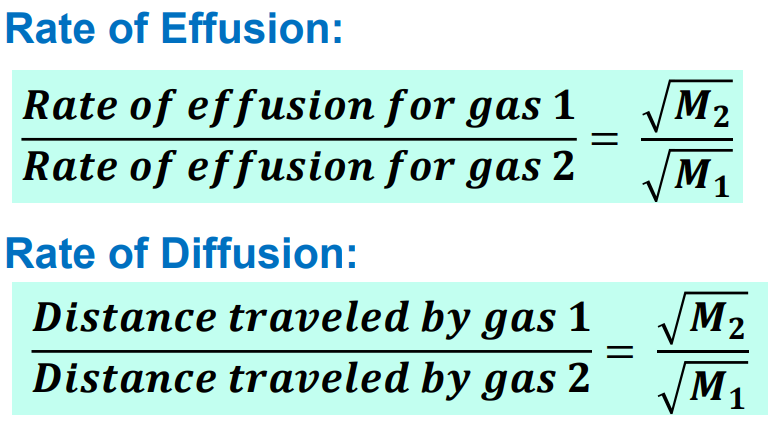 Rate of Effusion:
Rate of effusion for gas 1
Rate of effusion for gas 2
= √M₂
√M₁
Rate of Diffusion:
Distance traveled by gas 1
Distance traveled by gas 2
= √M₂
√M₁